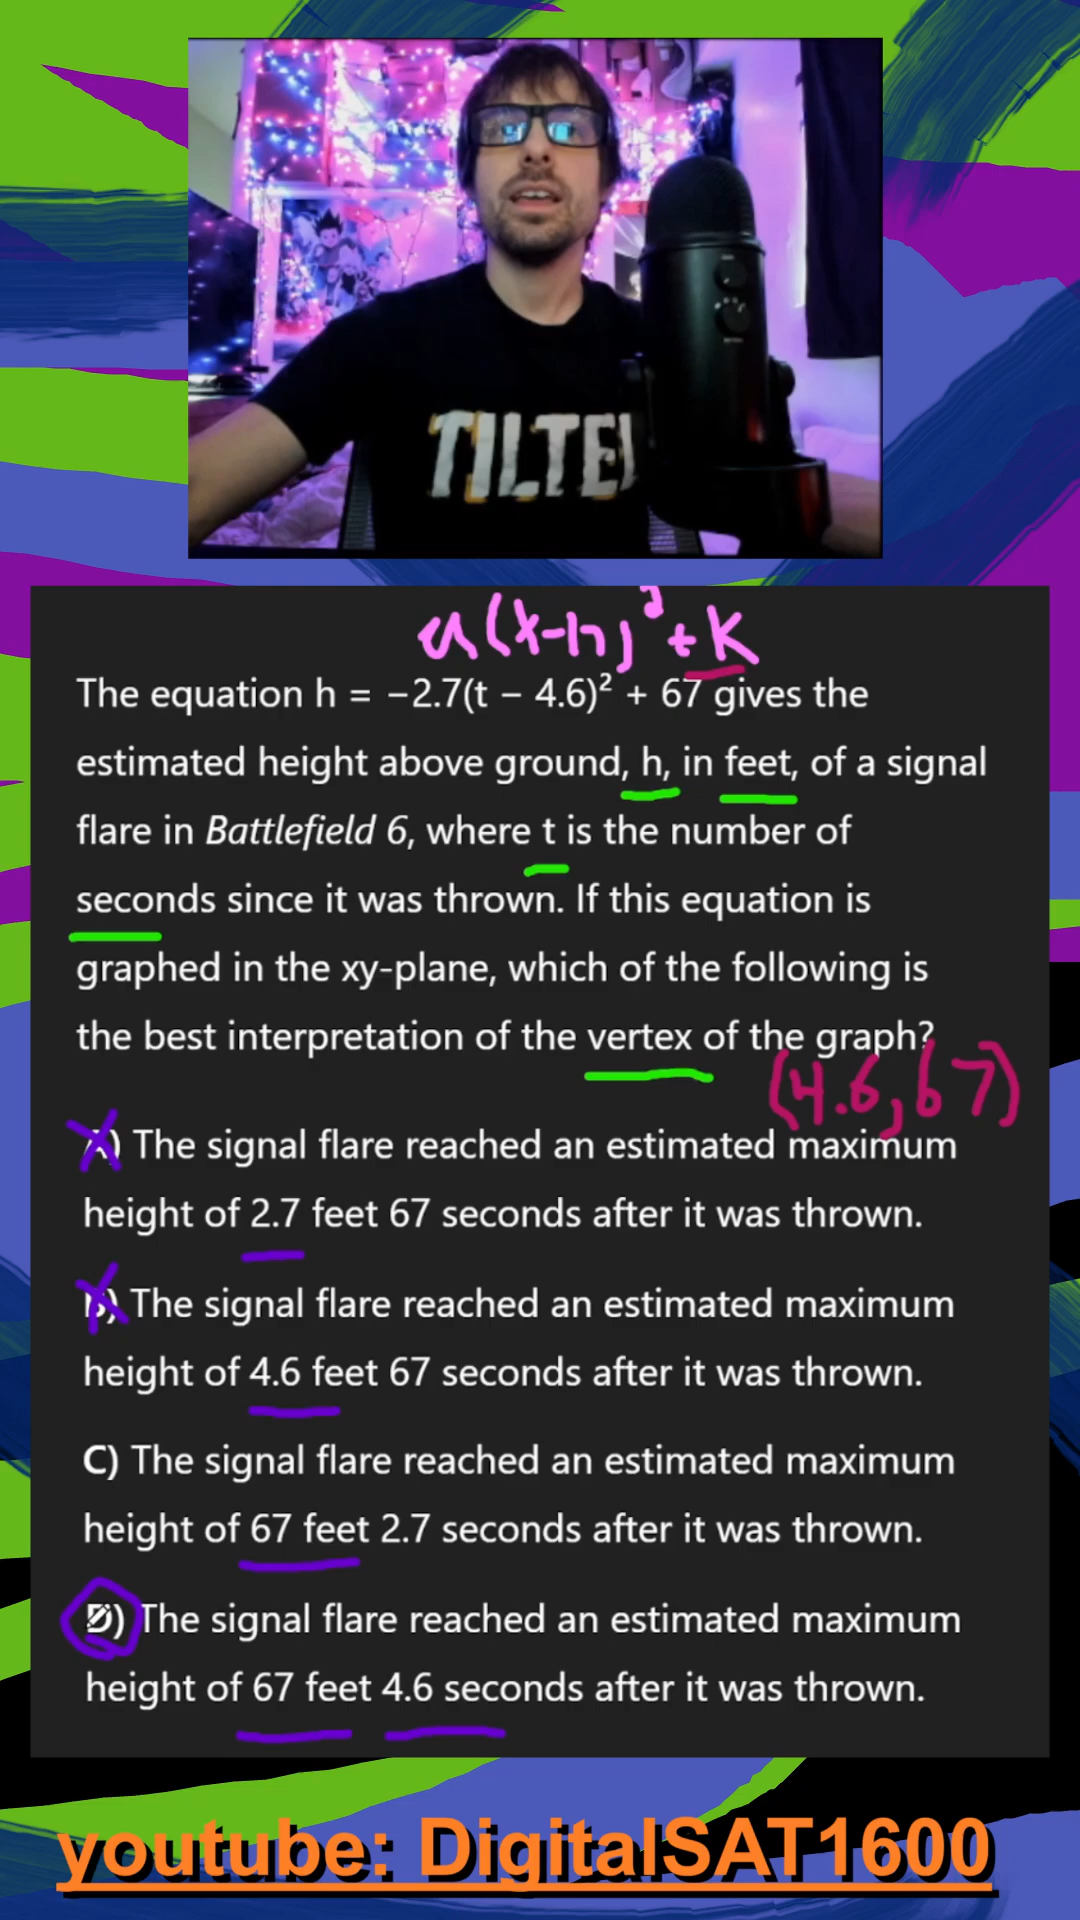 TILTE
a(x-h)² + K
The equation h = −2.7(t − 4.6)² + 67 gives the
estimated height above ground, h, in feet, of a signal
flare in Battlefield 6, where t is the number of
seconds since it was thrown. If this equation is
graphed in the xy-plane, which of the following is
the best interpretation of the vertex of the graph?
(4.6, 67)
A) The signal flare reached an estimated maximum
height of 2.7 feet 67 seconds after it was thrown.
B) The signal flare reached an estimated maximum
height of 4.6 feet 67 seconds after it was thrown.
C) The signal flare reached an estimated maximum
height of 67 feet 2.7 seconds after it was thrown.
D) The signal flare reached an estimated maximum
height of 67 feet 4.6 seconds after it was thrown.
youtube: DigitalSAT1600